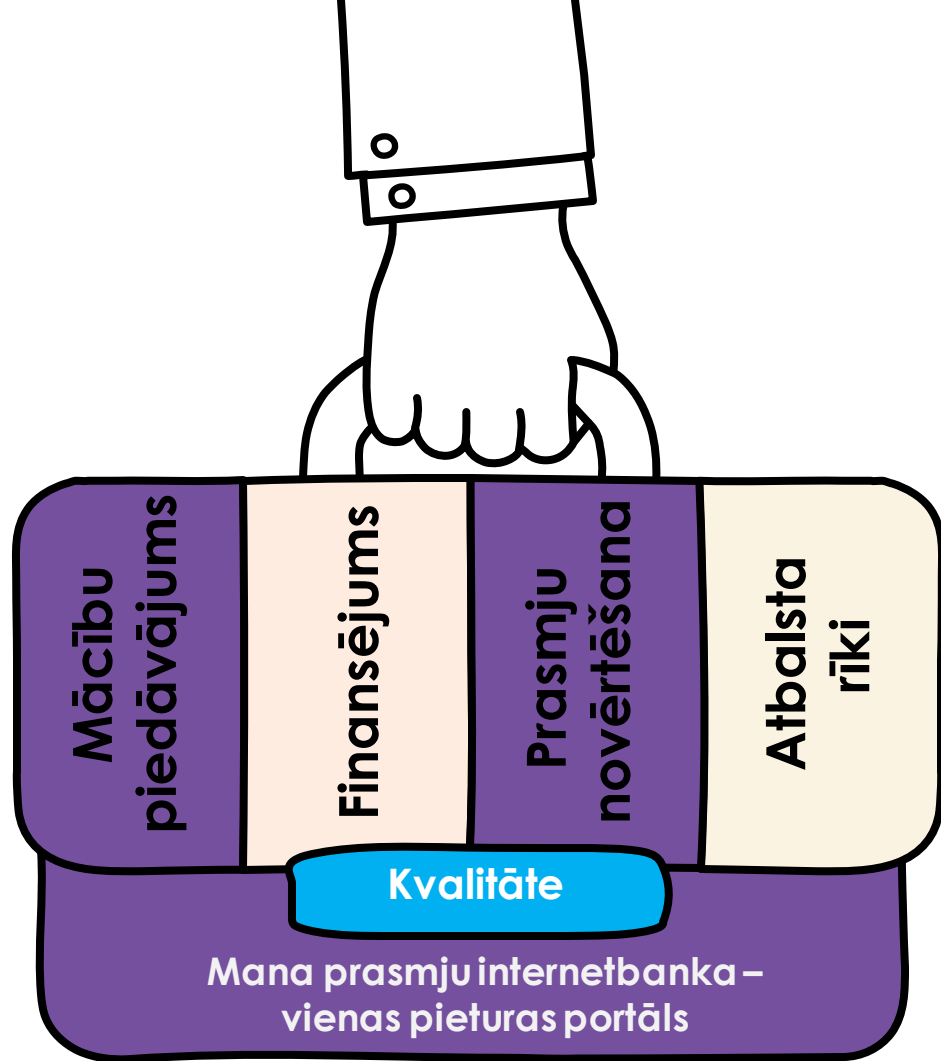 Mācību
piedāvājums
Finansējums
Prasmju
novērtēšana
Atbalsta
rīki
Kvalitāte
Mana prasmju internetbanka –
vienas pieturas portāls